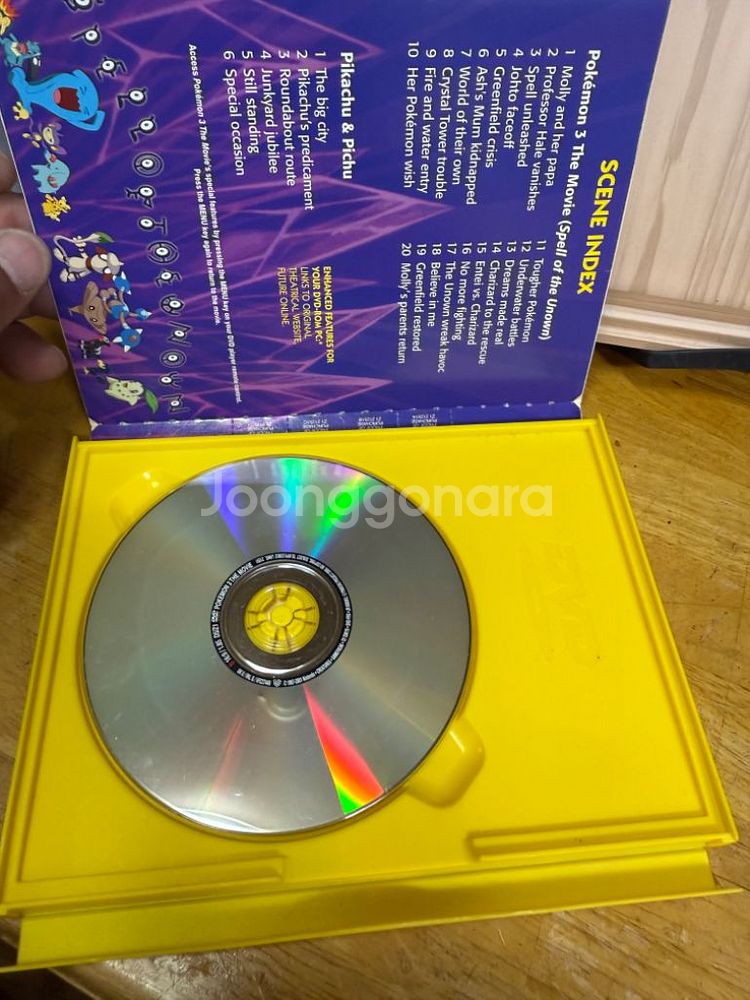 SCENE INDEX
Pokémon 3 The Movie (Spell of the Unown)
1 Molly and her papa
2 Professor Hale vanishes
3 Spell unleashed
4 Johto faceoff
5 Greenfield crisis
6 Ash's Mum kidnapped
7 World of their own
8 Crystal Tower trouble
9 Fire and water entry
10 Her Pokémon wish
11 Tougher Pokémon
12 Underwater battles
13 Dreams made real
14 Charizard to the rescue
15 Entei vs. Charizard
16 No more fighting
17 The Unown wreak havoc
18 Believe in me
19 Greenfield restored
20 Molly's parents return
Pikachu & Pichu
1 The big city
2 Pikachu's predicament
3 Roundabout route
4 Junkyard jubilee
5 Still standing
6 Special occasion
ENHANCED FEATURES FOR
YOUR DVD-ROM PC*
LINKS TO ORIGINAL
THEATRICAL WEBSITE
FUTURE ONLINE
Access Pokémon 3 The Movie's special features by pressing the MENU key on your DVD player remote control.
Press the MENU key again to return to the movie.
Joonggonara
POKEMON 3 THE MOVIE